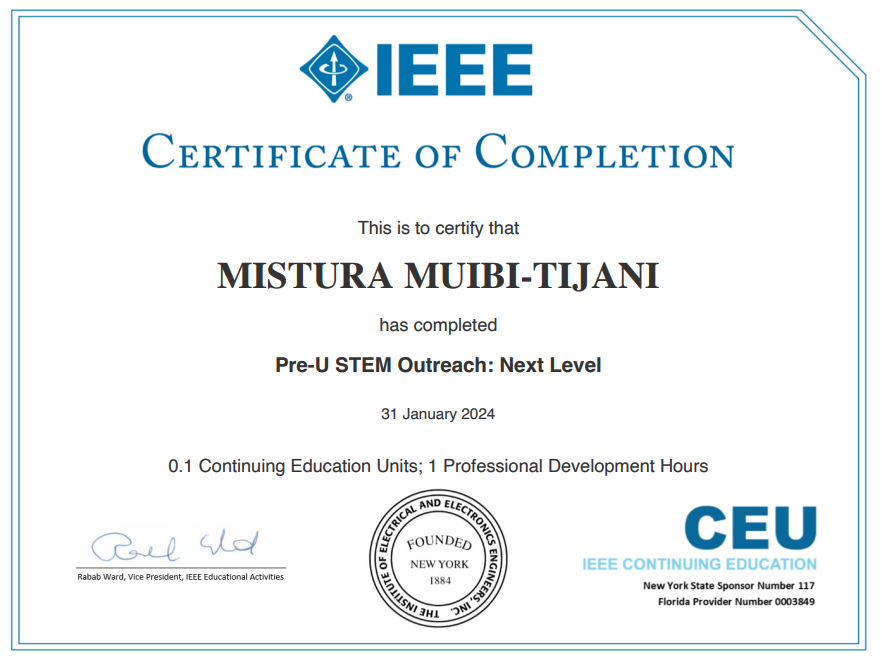 IEEE
®
CERTIFICATE OF COMPLETION
This is to certify that
MISTURA MUIBI-TIJANI
has completed
Pre-U STEM Outreach: Next Level
31 January 2024
0.1 Continuing Education Units; 1 Professional Development Hours
Rabab Ward, Vice President, IEEE Educational Activities
THE INSTITUTE OF ELECTRICAL AND ELECTRONICS ENGINEERS, INC.
FOUNDED
NEW YORK
1884
CEU
IEEE CONTINUING EDUCATION
New York State Sponsor Number 117
Florida Provider Number 0003849